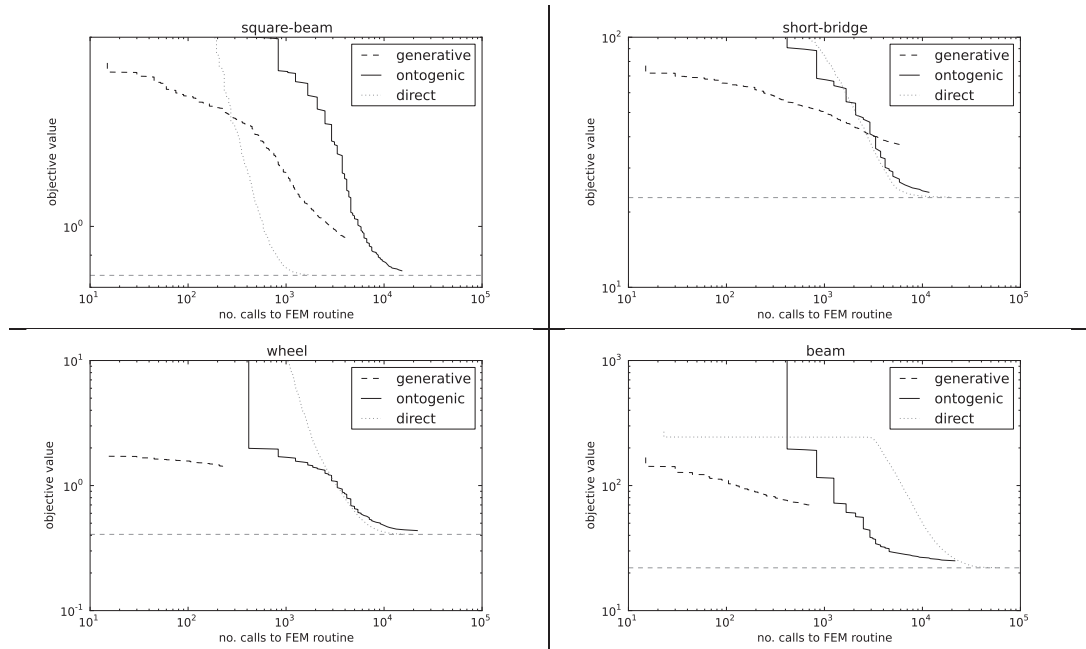 square-beam
generative
ontogenic
direct
objective value
10⁰
10¹ 10² 10³ 10⁴ 10⁵
no. calls to FEM routine
short-bridge
generative
ontogenic
direct
objective value
10²
10¹
10¹ 10² 10³ 10⁴ 10⁵
no. calls to FEM routine
wheel
generative
ontogenic
direct
objective value
10¹
10⁰
10⁻¹
10¹ 10² 10³ 10⁴ 10⁵
no. calls to FEM routine
beam
generative
ontogenic
direct
objective value
10³
10²
10¹
10¹ 10² 10³ 10⁴ 10⁵
no. calls to FEM routine